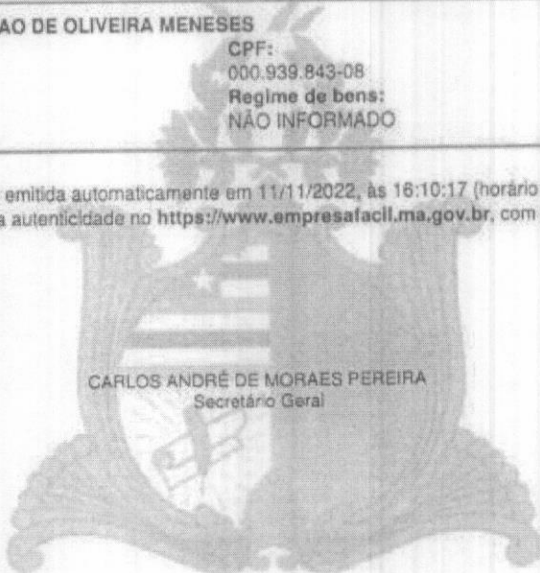 AO DE OLIVEIRA MENESES
CPF:
000.939.843-08
Regime de bens:
NÃO INFORMADO
emitida automaticamente em 11/11/2022, às 16:10:17 (horário
a autenticidade no https://www.empresafacil.ma.gov.br, com
CARLOS ANDRÉ DE MORAES PEREIRA
Secretário Geral